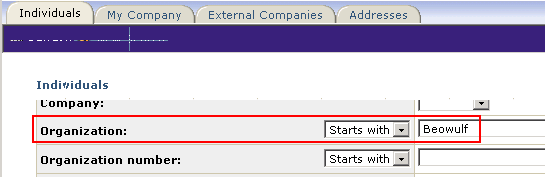 Individuals My Company External Companies Addresses
Individuals
Company:
Organization: Starts with Beowulf
Organization number: Starts with